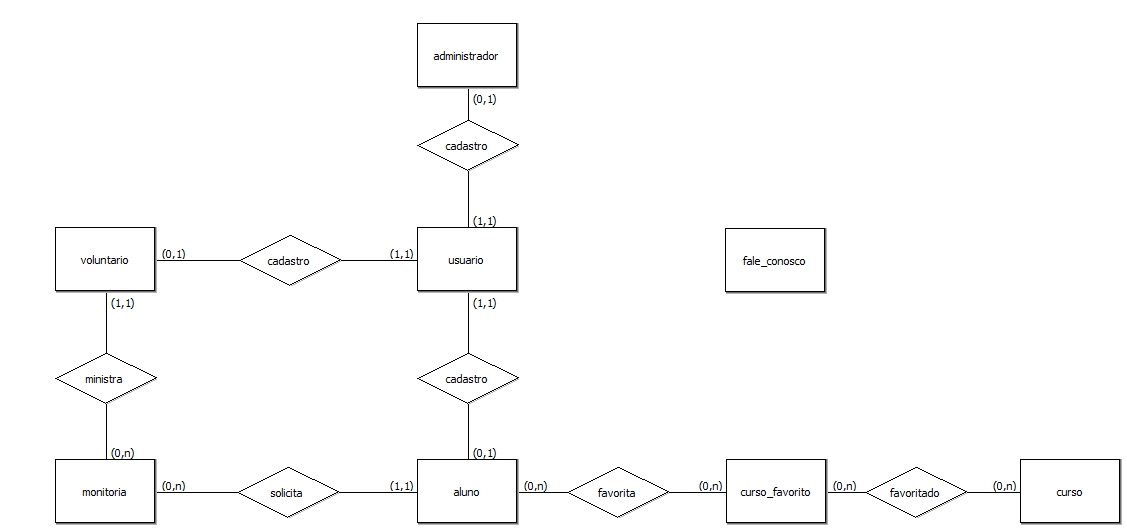 administrador
(0,1)
cadastro
(1,1)
voluntario
(0,1)
cadastro
(1,1)
usuario
fale_conosco
(1,1)
(1,1)
ministra
cadastro
(0,n)
(0,1)
monitoria
(0,n)
solicita
(1,1)
aluno
(0,n)
favorita
(0,n)
curso_favorito
(0,n)
favoritado
(0,n)
curso